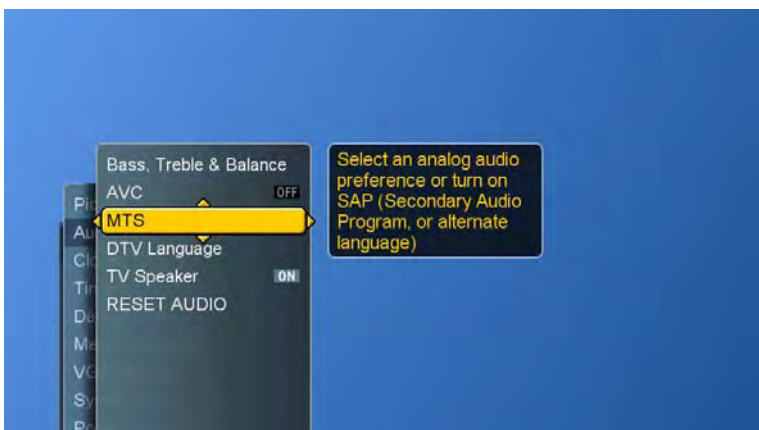 Bass, Treble & Balance
AVC OFF
MTS
DTV Language
TV Speaker ON
RESET AUDIO
Select an analog audio
preference or turn on
SAP (Secondary Audio
Program, or alternate
language)